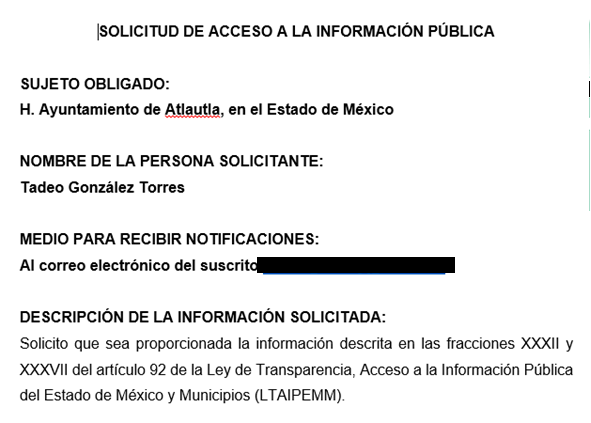 SOLICITUD DE ACCESO A LA INFORMACIÓN PÚBLICA
SUJETO OBLIGADO:
H. Ayuntamiento de Atlautla, en el Estado de México
NOMBRE DE LA PERSONA SOLICITANTE:
Tadeo González Torres
MEDIO PARA RECIBIR NOTIFICACIONES:
Al correo electrónico del suscrito
DESCRIPCIÓN DE LA INFORMACIÓN SOLICITADA:
Solicito que sea proporcionada la información descrita en las fracciones XXXII y
XXXVII del artículo 92 de la Ley de Transparencia, Acceso a la Información Pública
del Estado de México y Municipios (LTAIPEMM).